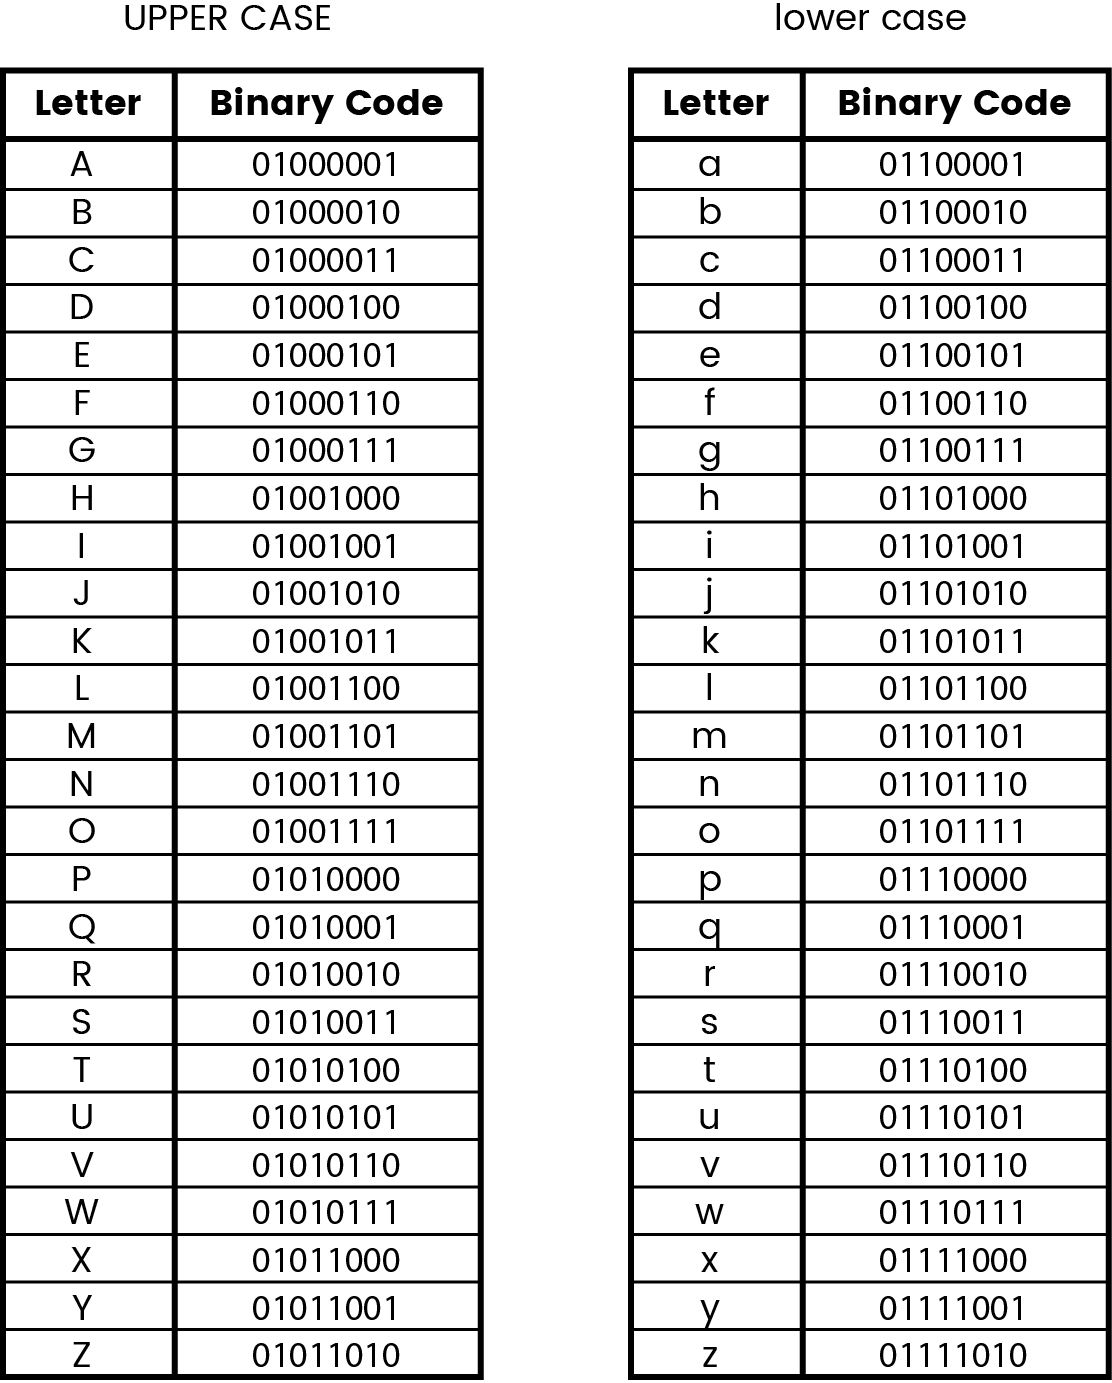 UPPER CASE lower case
Letter Binary Code Letter Binary Code
A 01000001 a 01100001
B 01000010 b 01100010
C 01000011 c 01100011
D 01000100 d 01100100
E 01000101 e 01100101
F 01000110 f 01100110
G 01000111 g 01100111
H 01001000 h 01101000
I 01001001 i 01101001
J 01001010 j 01101010
K 01001011 k 01101011
L 01001100 l 01101100
M 01001101 m 01101101
N 01001110 n 01101110
O 01001111 o 01101111
P 01010000 p 01110000
Q 01010001 q 01110001
R 01010010 r 01110010
S 01010011 s 01110011
T 01010100 t 01110100
U 01010101 u 01110101
V 01010110 v 01110110
W 01010111 w 01110111
X 01011000 x 01111000
Y 01011001 y 01111001
Z 01011010 z 01111010